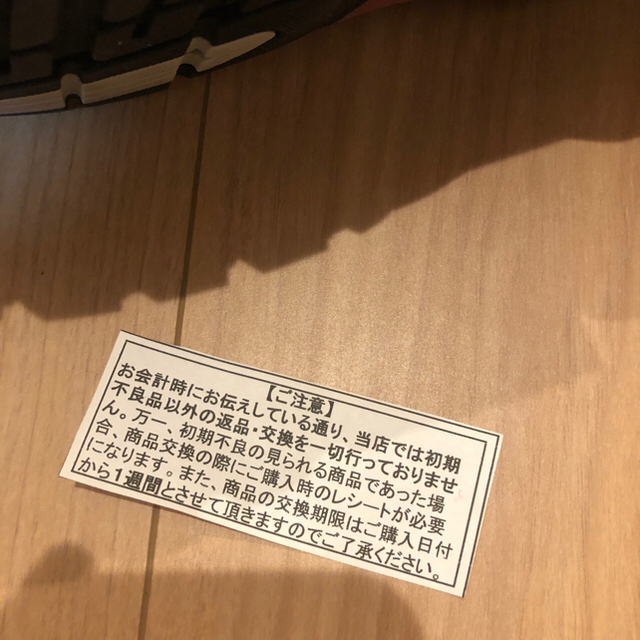 【ご注意】
お会計時にお伝えしている通り、当店では初期
不良品以外の返品・交換を一切行っておりませ
ん。万一、初期不良の見られる商品であった場
合、商品交換の際にご購入時のレシートが必要
になります。また、商品の交換期限はご購入日付
から1週間とさせて頂きますのでご了承ください。